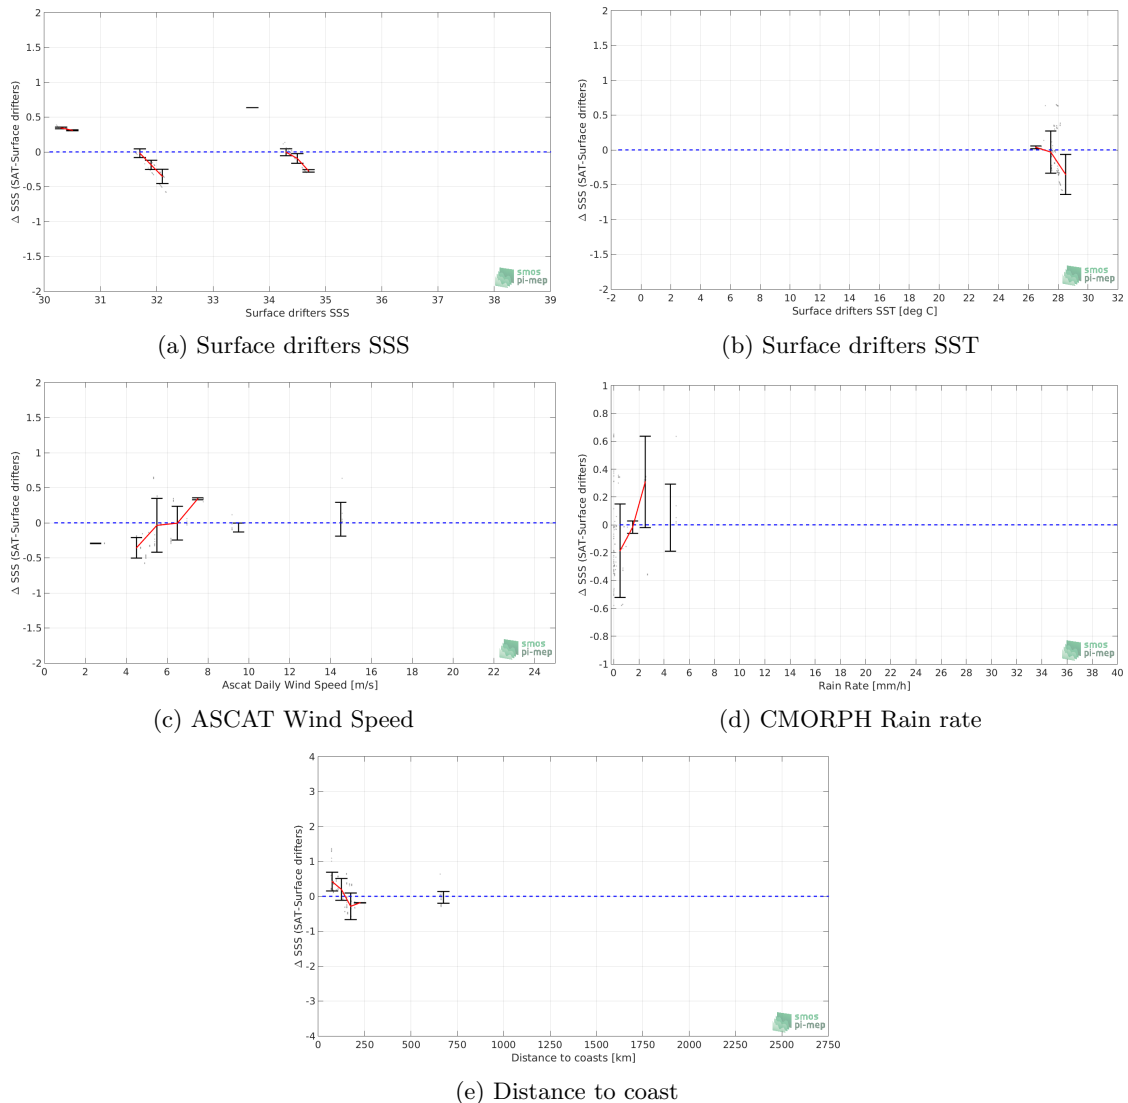 2
1.5
1
0.5
0
-0.5
-1
-1.5
-2
Δ SSS (SAT-Surface drifters)
30 31 32 33 34 35 36 37 38 39
Surface drifters SSS
smos
pi-mep
(a) Surface drifters SSS
2
1.5
1
0.5
0
-0.5
-1
-1.5
-2
Δ SSS (SAT-Surface drifters)
-2 0 2 4 6 8 10 12 14 16 18 20 22 24 26 28 30 32
Surface drifters SST [deg C]
smos
pi-mep
(b) Surface drifters SST
2
1.5
1
0.5
0
-0.5
-1
-1.5
-2
Δ SSS (SAT-Surface drifters)
0 2 4 6 8 10 12 14 16 18 20 22 24
Ascat Daily Wind Speed [m/s]
smos
pi-mep
(c) ASCAT Wind Speed
1
0.8
0.6
0.4
0.2
0
-0.2
-0.4
-0.6
-0.8
-1
Δ SSS (SAT-Surface drifters)
0 2 4 6 8 10 12 14 16 18 20 22 24 26 28 30 32 34 36 38 40
Rain Rate [mm/h]
smos
pi-mep
(d) CMORPH Rain rate
4
3
2
1
0
-1
-2
-3
-4
Δ SSS (SAT-Surface drifters)
0 250 500 750 1000 1250 1500 1750 2000 2250 2500 2750
Distance to coasts [km]
smos
pi-mep
(e) Distance to coast